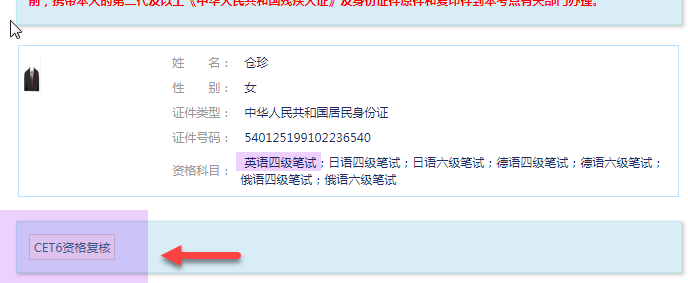 前，携带本人的第二代及以上《中华人民共和国残疾人证》及身份证件原件和复印件到本考点有关部门办理。
姓 名： 仓珍
性 别： 女
证件类型： 中华人民共和国居民身份证
证件号码： 540125199102236540
资格科目： 英语四级笔试；日语四级笔试；日语六级笔试；德语四级笔试；德语六级笔试；
俄语四级笔试；俄语六级笔试
CET6资格复核